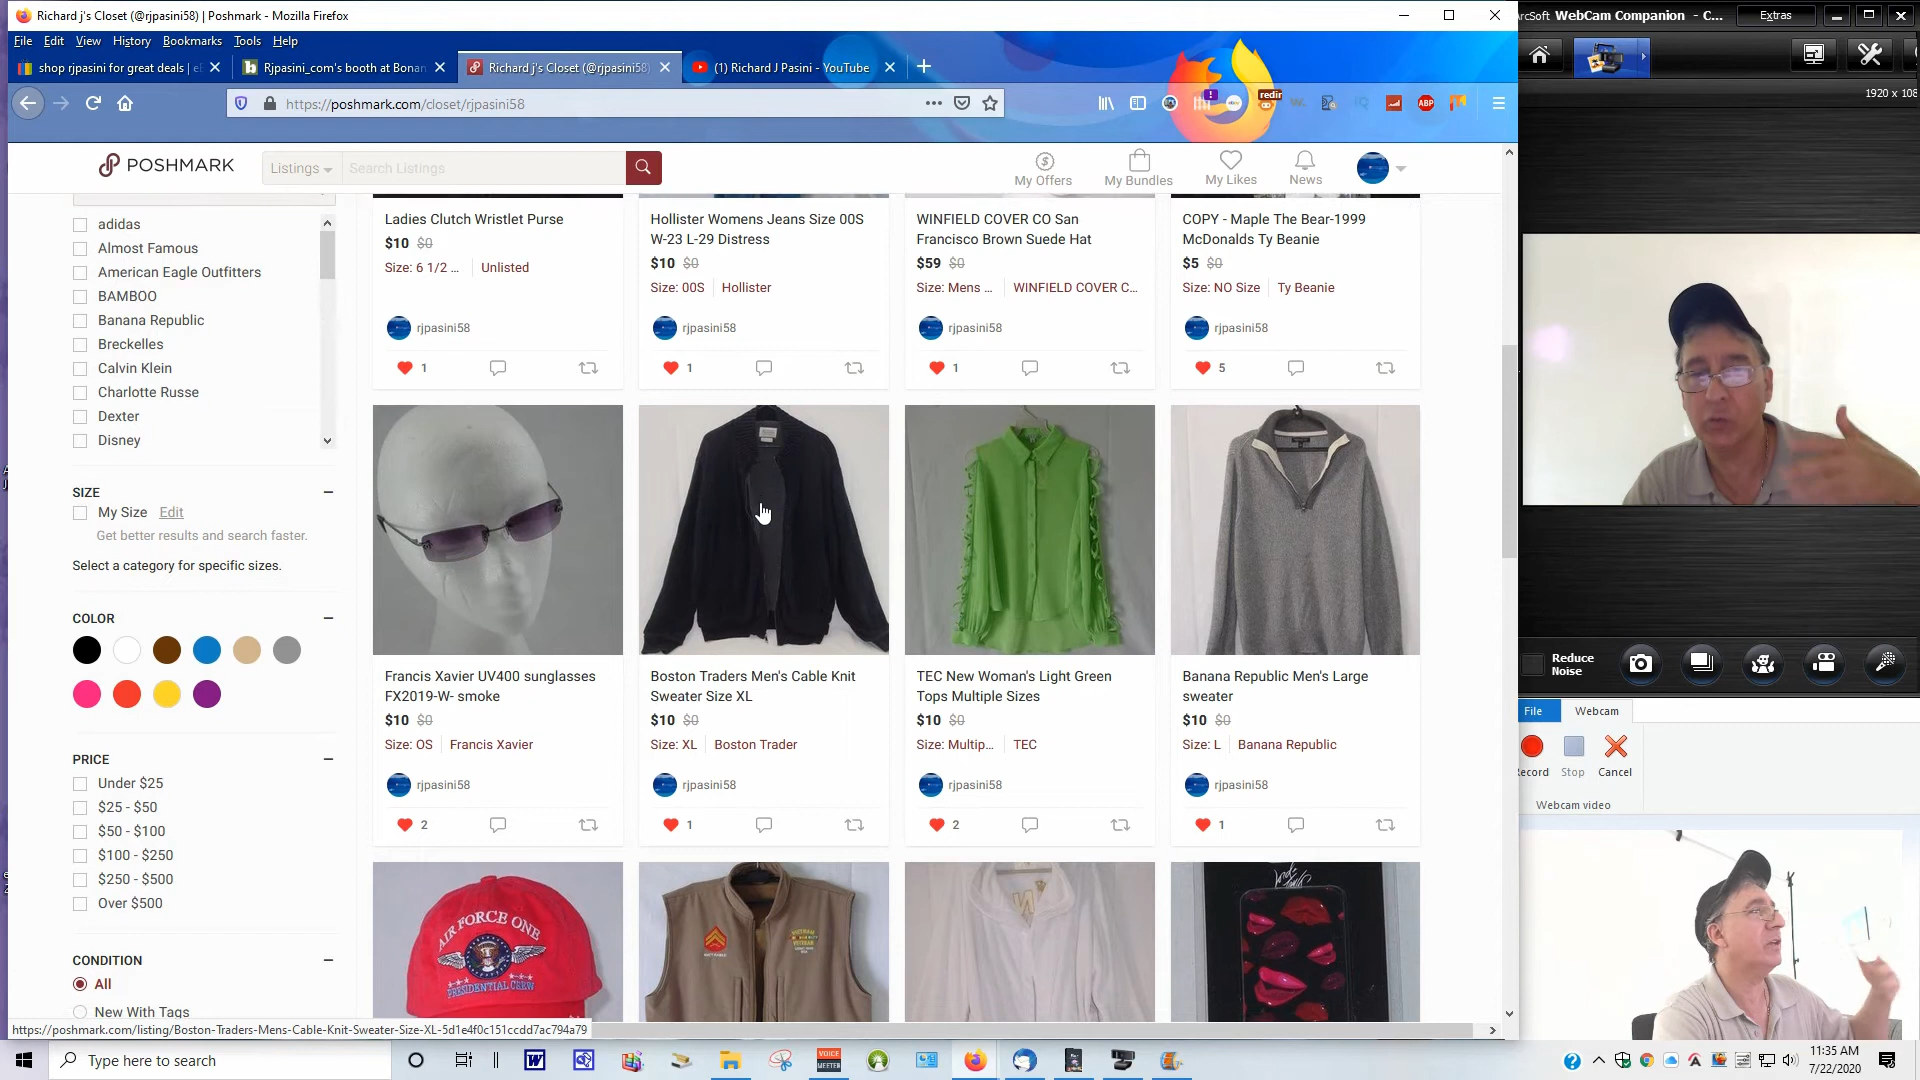 Richard j's Closet (@rjpasini58) | Poshmark - Mozilla Firefox
File Edit View History Bookmarks Tools Help
shop rjpasini for great deals | e
Rjpasini_com's booth at Bonan
Richard j's Closet (@rjpasini58)
(1) Richard J Pasini - YouTube
https://poshmark.com/closet/rjpasini58
redir
ABP
POSHMARK
Listings
Search Listings
My Offers
My Bundles
My Likes
News
adidas
Almost Famous
American Eagle Outfitters
BAMBOO
Banana Republic
Breckelles
Calvin Klein
Charlotte Russe
Dexter
Disney
SIZE
My Size Edit
Get better results and search faster.
Select a category for specific sizes.
COLOR
PRICE
Under $25
$25 - $50
$50 - $100
$100 - $250
$250 - $500
Over $500
CONDITION
All
New With Tags
Ladies Clutch Wristlet Purse
$10 $0
Size: 6 1/2 ... Unlisted
rjpasini58
1
Hollister Womens Jeans Size 00S
W-23 L-29 Distress
$10 $0
Size: 00S Hollister
rjpasini58
1
WINFIELD COVER CO San
Francisco Brown Suede Hat
$59 $0
Size: Mens ... WINFIELD COVER C...
rjpasini58
1
COPY - Maple The Bear-1999
McDonalds Ty Beanie
$5 $0
Size: NO Size Ty Beanie
rjpasini58
5
Francis Xavier UV400 sunglasses
FX2019-W- smoke
$10 $0
Size: OS Francis Xavier
rjpasini58
2
Boston Traders Men's Cable Knit
Sweater Size XL
$10 $0
Size: XL Boston Trader
rjpasini58
1
TEC New Woman's Light Green
Tops Multiple Sizes
$10 $0
Size: Multip... TEC
rjpasini58
2
Banana Republic Men's Large
sweater
$10 $0
Size: L Banana Republic
rjpasini58
1
AIR FORCE ONE
PRESIDENTIAL CREW
https://poshmark.com/listing/Boston-Traders-Mens-Cable-Knit-Sweater-Size-XL-5d1e4f0c151ccdd7ac794a79
ArcSoft WebCam Companion - C...
Extras
1920 x 108
Reduce
Noise
File Webcam
Record Stop Cancel
Webcam video
Type here to search
VOICE
MEETER
11:35 AM
7/22/2020